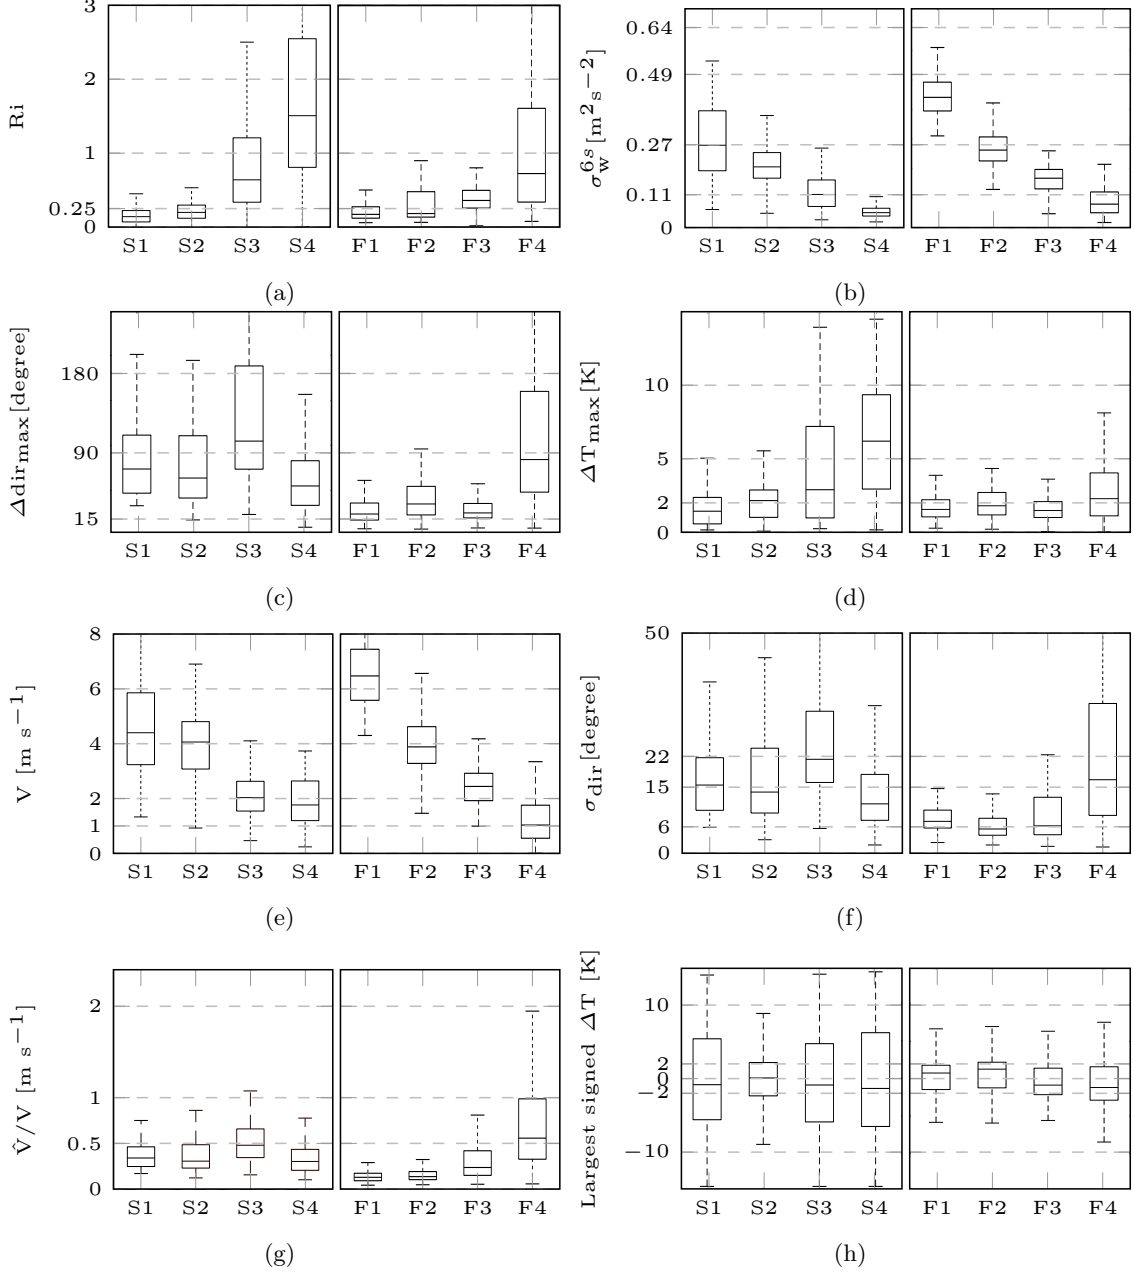 3
2
1
0.25
0
Ri
S1 S2 S3 S4 F1 F2 F3 F4
(a)
0.64
0.49
0.27
0.11
0
σ_w^{6s} [m²s⁻²]
S1 S2 S3 S4 F1 F2 F3 F4
(b)
180
90
15
Δdir_max [degree]
S1 S2 S3 S4 F1 F2 F3 F4
(c)
10
5
2
0
ΔT_max [K]
S1 S2 S3 S4 F1 F2 F3 F4
(d)
8
6
4
2
1
0
V [m s⁻¹]
S1 S2 S3 S4 F1 F2 F3 F4
(e)
50
22
15
6
0
σ_dir [degree]
S1 S2 S3 S4 F1 F2 F3 F4
(f)
2
1
0.5
0
v̂/V [m s⁻¹]
S1 S2 S3 S4 F1 F2 F3 F4
(g)
10
2
0
−2
−10
Largest signed ΔT [K]
S1 S2 S3 S4 F1 F2 F3 F4
(h)